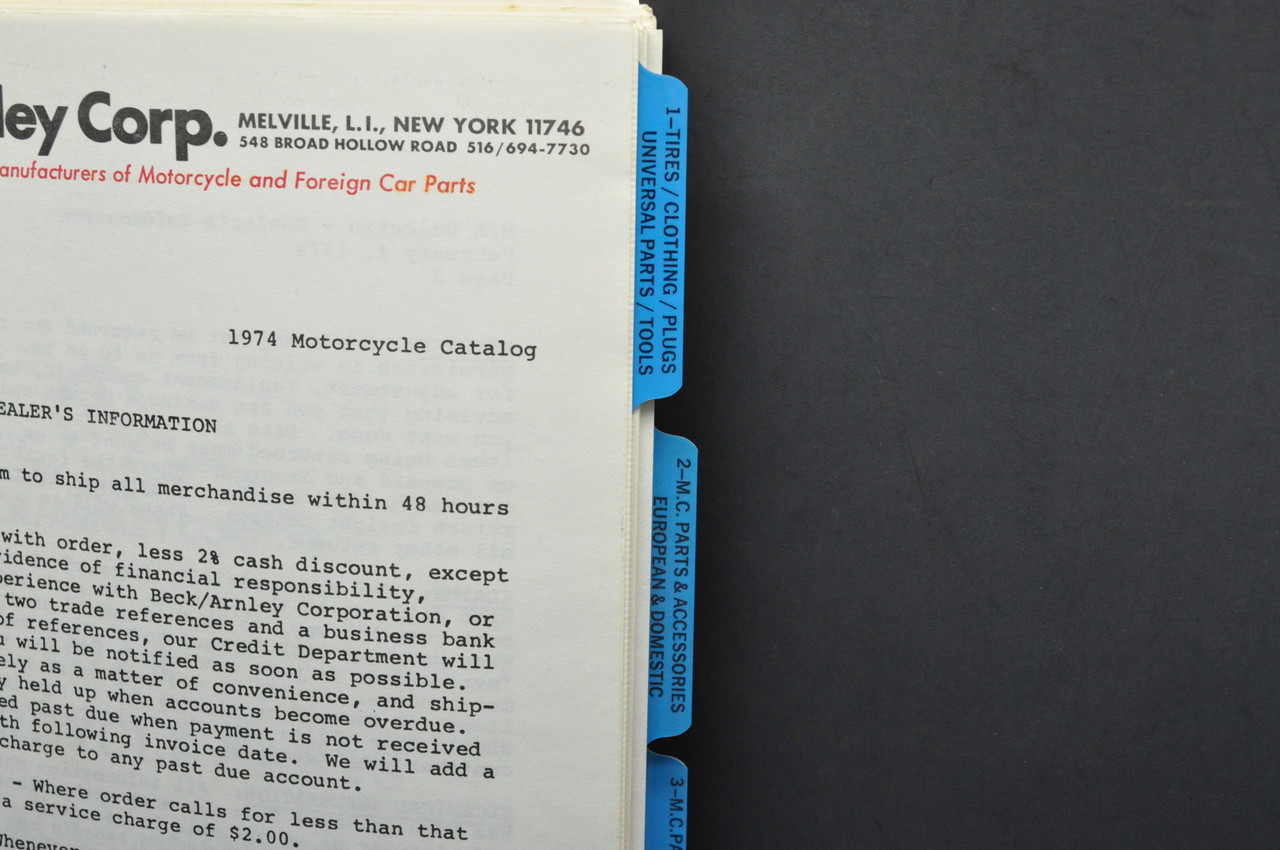 ley Corp.
MELVILLE, L.I., NEW YORK 11746
548 BROAD HOLLOW ROAD 516/694-7730
anufacturers of Motorcycle and Foreign Car Parts
1974 Motorcycle Catalog
EALER'S INFORMATION
m to ship all merchandise within 48 hours
with order, less 2% cash discount, except
idence of financial responsibility,
perience with Beck/Arnley Corporation, or
two trade references and a business bank
of references, our Credit Department will
u will be notified as soon as possible.
ely as a matter of convenience, and ship-
y held up when accounts become overdue.
ed past due when payment is not received
th following invoice date. We will add a
charge to any past due account.
- Where order calls for less than that
a service charge of $2.00.
Whenever
1-TIRES / CLOTHING / PLUGS
UNIVERSAL PARTS / TOOLS
2-M.C. PARTS & ACCESSORIES
EUROPEAN & DOMESTIC
3-M.C.PA